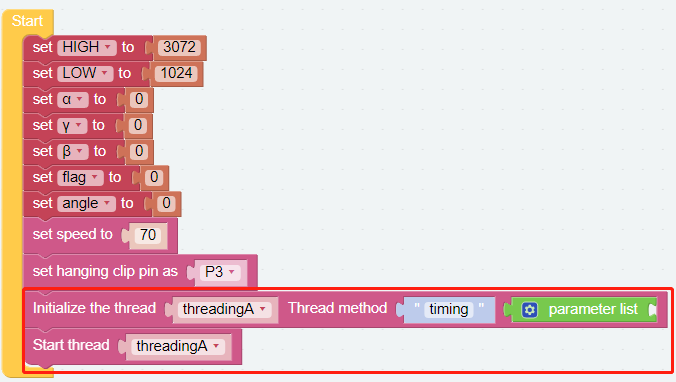 Start
set HIGH to 3072
set LOW to 1024
set α to 0
set γ to 0
set β to 0
set flag to 0
set angle to 0
set speed to 70
set hanging clip pin as P3
Initialize the thread threadingA Thread method " timing " parameter list
Start thread threadingA